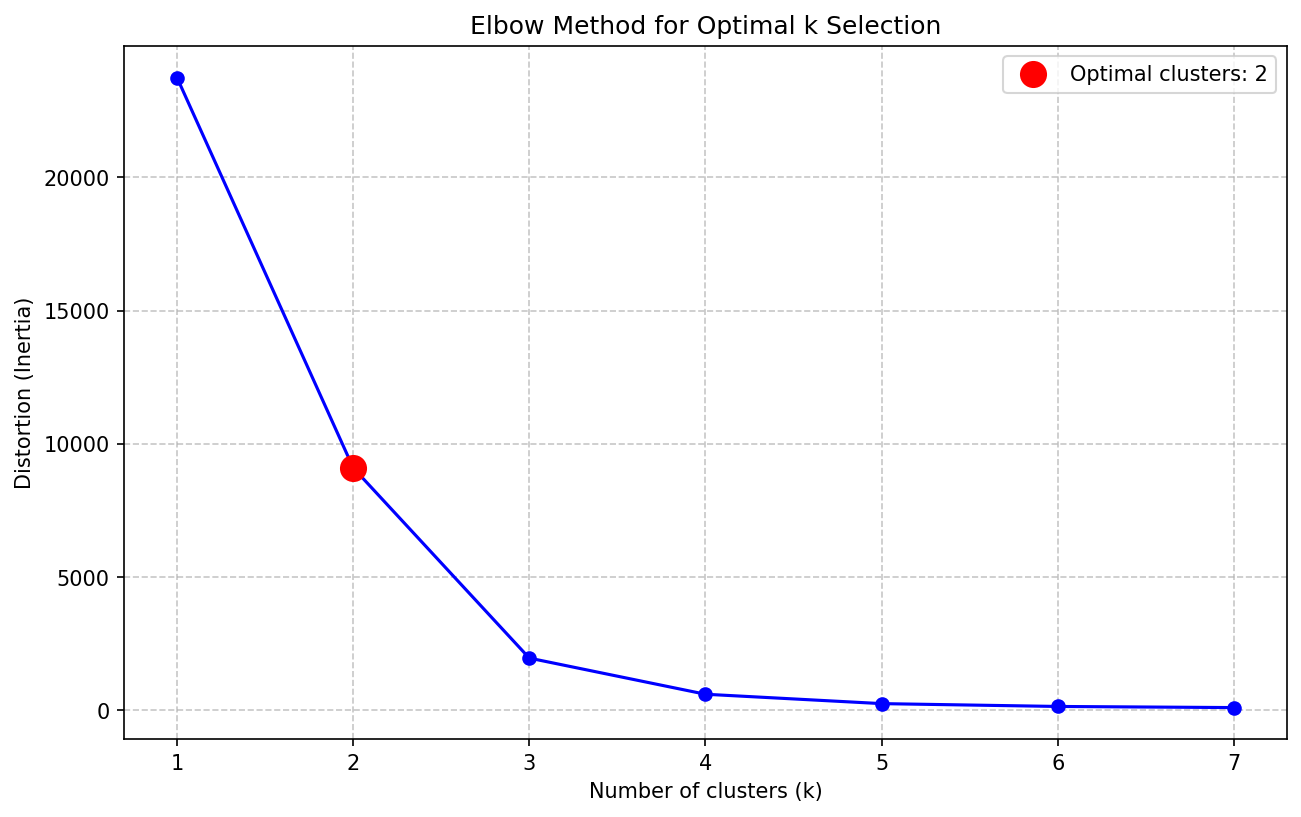 Elbow Method for Optimal k Selection
Optimal clusters: 2
Distortion (Inertia)
20000
15000
10000
5000
0
1 2 3 4 5 6 7
Number of clusters (k)